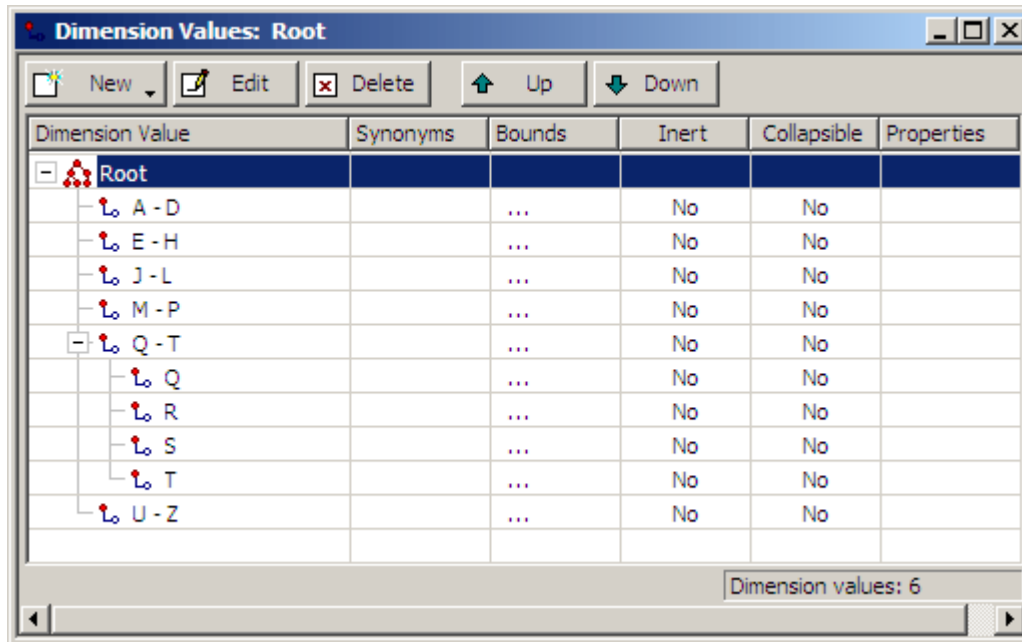 Dimension Values: Root
New Edit Delete Up Down
Dimension Value Synonyms Bounds Inert Collapsible Properties
Root
A - D ... No No
E - H ... No No
J - L ... No No
M - P ... No No
Q - T ... No No
Q ... No No
R ... No No
S ... No No
T ... No No
U - Z ... No No
Dimension values: 6